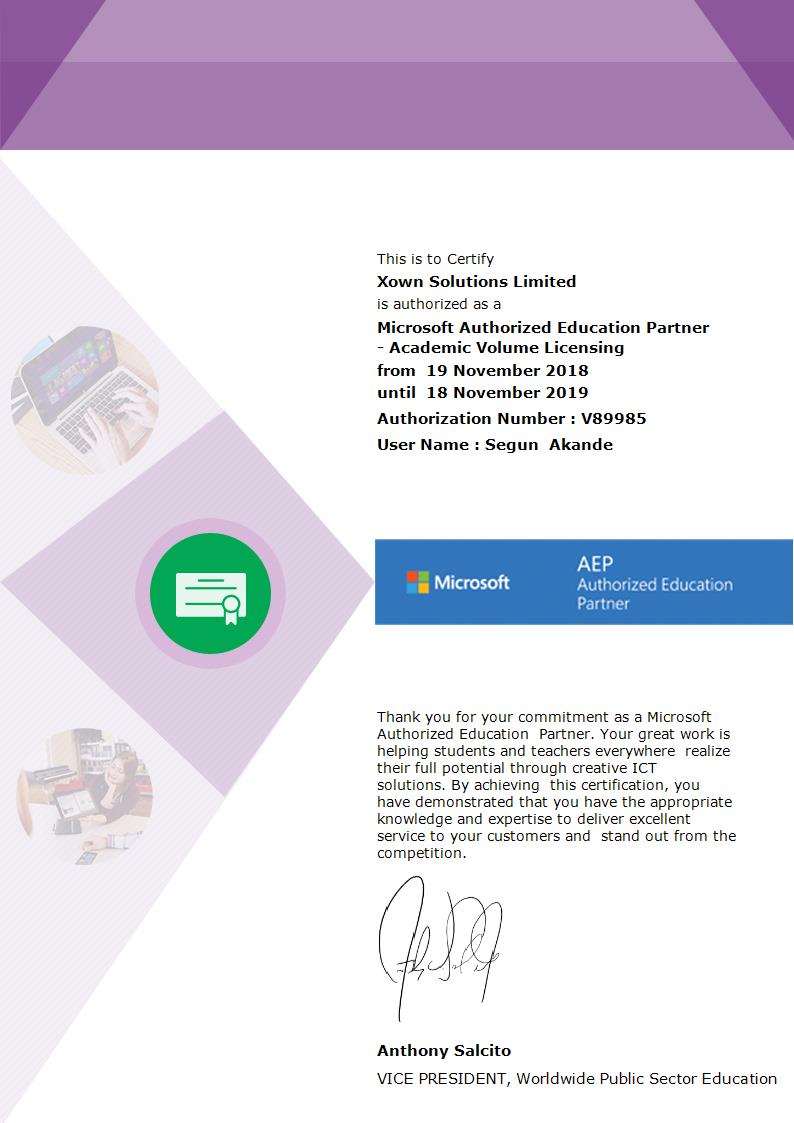 This is to Certify
Xown Solutions Limited
is authorized as a
Microsoft Authorized Education Partner
- Academic Volume Licensing
from  19 November 2018
until  18 November 2019
Authorization Number : V89985
User Name : Segun  Akande
Microsoft
AEP
Authorized Education
Partner
Thank you for your commitment as a Microsoft
Authorized Education  Partner. Your great work is
helping students and teachers everywhere  realize
their full potential through creative ICT
solutions. By achieving  this certification, you
have demonstrated that you have the appropriate
knowledge and expertise to deliver excellent
service to your customers and  stand out from the
competition.
Anthony Salcito
VICE PRESIDENT, Worldwide Public Sector Education